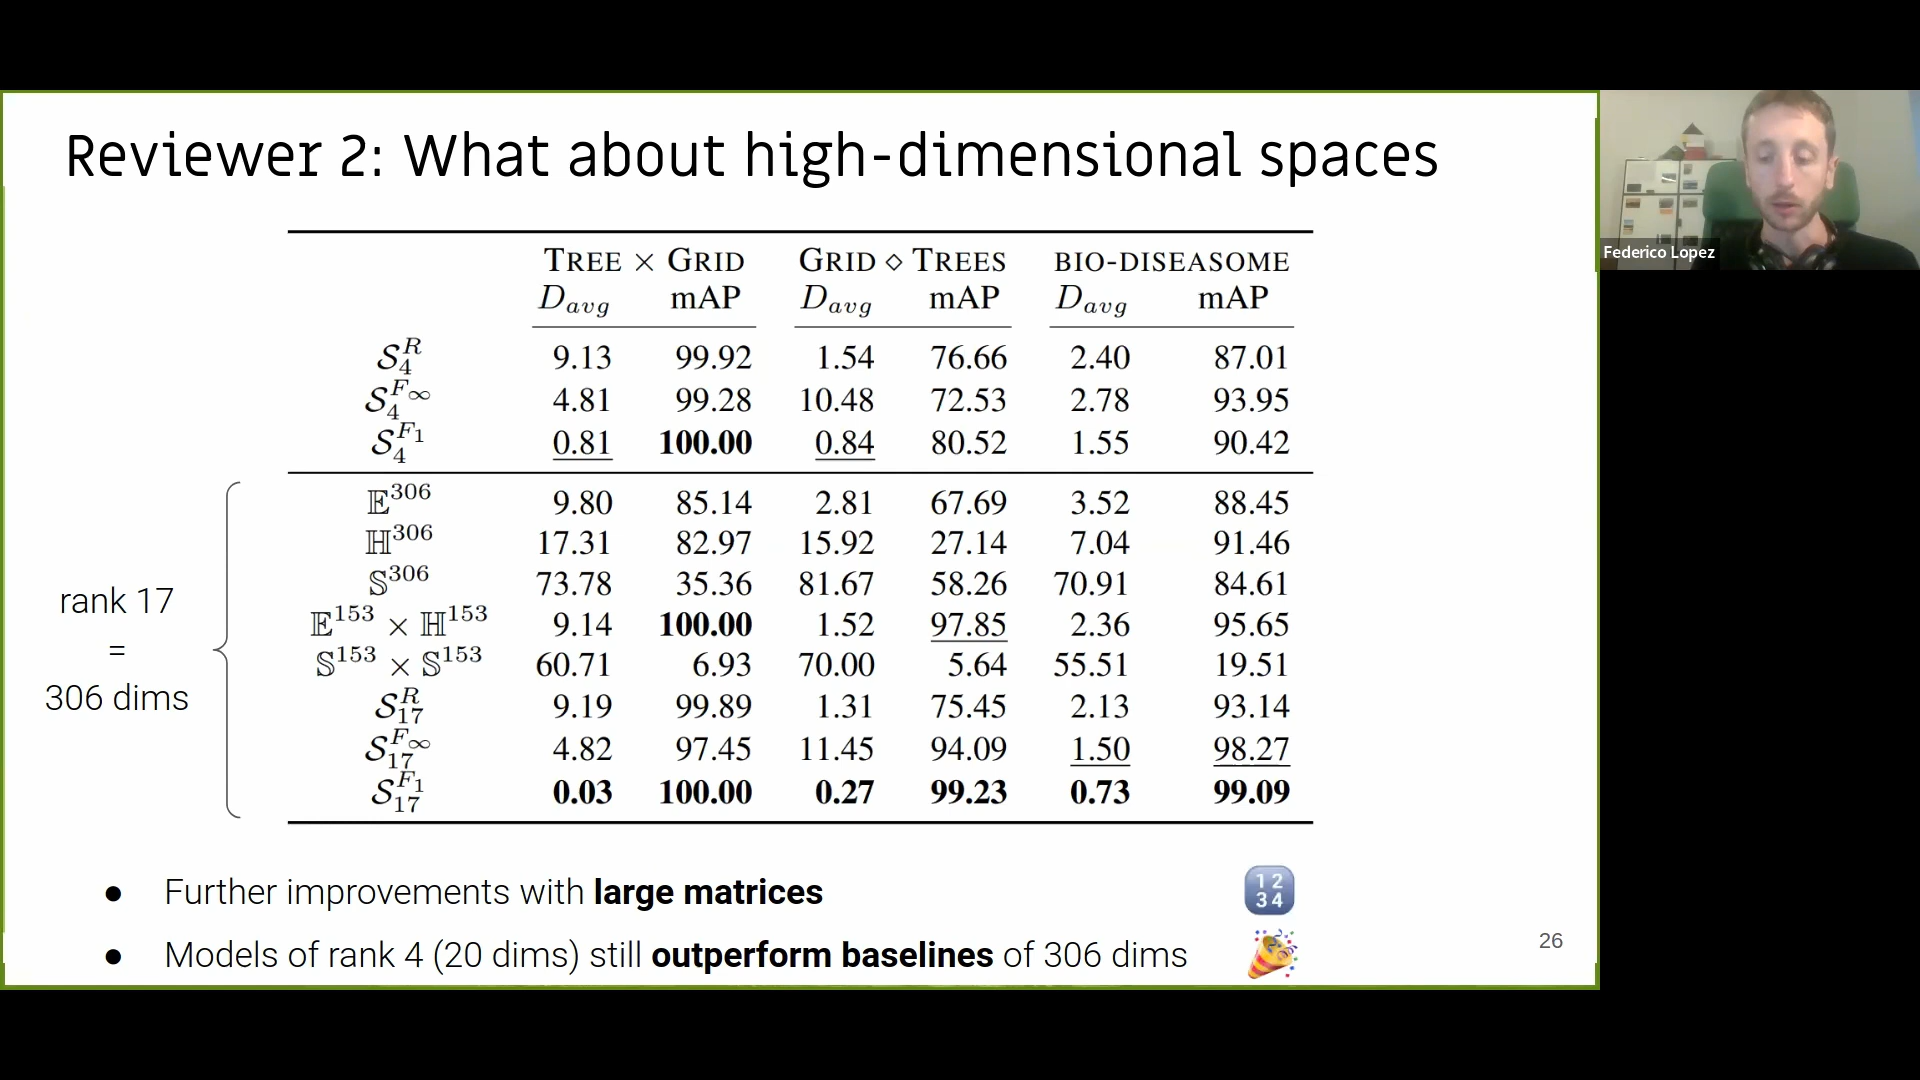 Reviewer 2: What about high-dimensional spaces
Federico Lopez
TREE × GRID GRID ⋄ TREES BIO-DISEASOME
D_avg mAP D_avg mAP D_avg mAP
S_4^R 9.13 99.92 1.54 76.66 2.40 87.01
S_4^{F_∞} 4.81 99.28 10.48 72.53 2.78 93.95
S_4^{F_1} 0.81 100.00 0.84 80.52 1.55 90.42
𝔼^306 9.80 85.14 2.81 67.69 3.52 88.45
ℍ^306 17.31 82.97 15.92 27.14 7.04 91.46
𝕊^306 73.78 35.36 81.67 58.26 70.91 84.61
𝔼^153 × ℍ^153 9.14 100.00 1.52 97.85 2.36 95.65
𝕊^153 × 𝕊^153 60.71 6.93 70.00 5.64 55.51 19.51
S_17^R 9.19 99.89 1.31 75.45 2.13 93.14
S_17^{F_∞} 4.82 97.45 11.45 94.09 1.50 98.27
S_17^{F_1} 0.03 100.00 0.27 99.23 0.73 99.09
rank 17
=
306 dims
● Further improvements with large matrices
1 2
3 4
● Models of rank 4 (20 dims) still outperform baselines of 306 dims
26